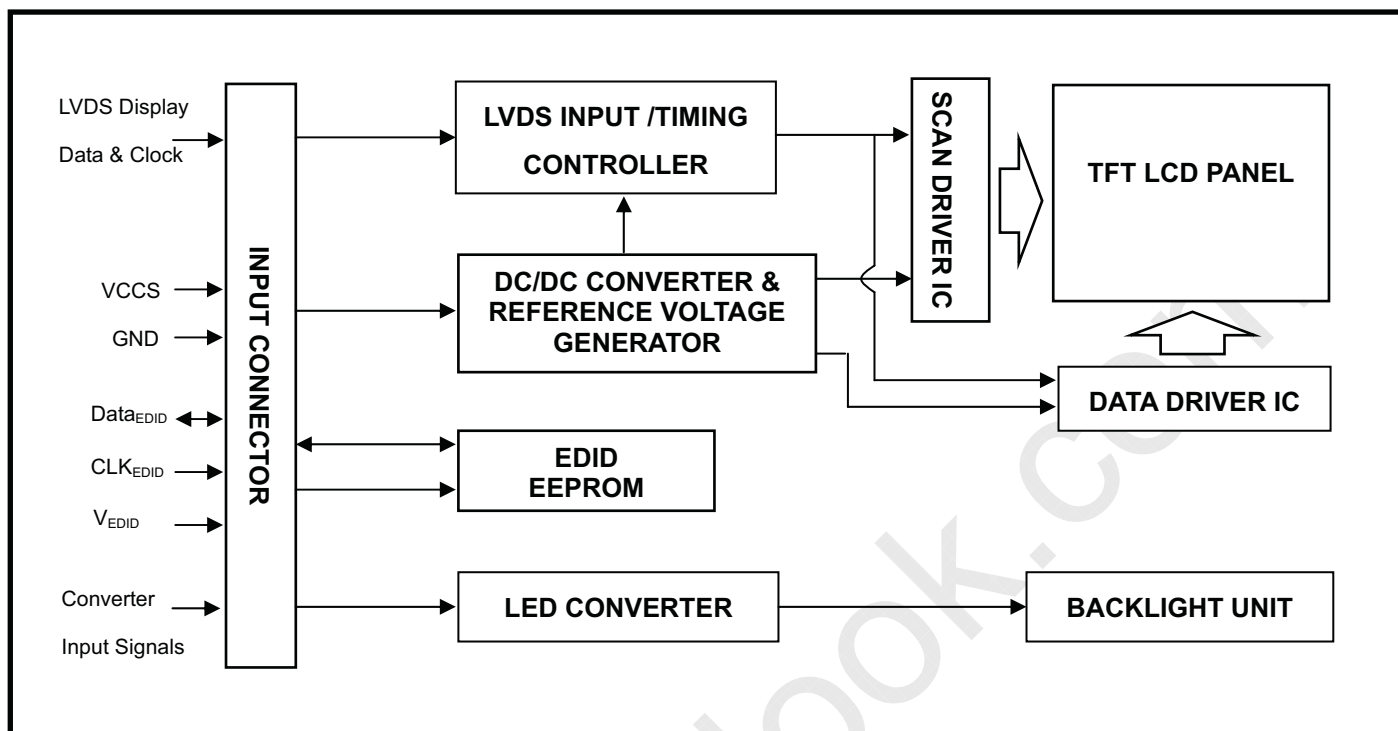 LVDS Display
Data & Clock
VCCS
GND
DataEDID
CLKEDID
VEDID
Converter
Input Signals
INPUT CONNECTOR
LVDS INPUT /TIMING
CONTROLLER
DC/DC CONVERTER &
REFERENCE VOLTAGE
GENERATOR
EDID
EEPROM
LED CONVERTER
SCAN DRIVER IC
TFT LCD PANEL
DATA DRIVER IC
BACKLIGHT UNIT
look.com